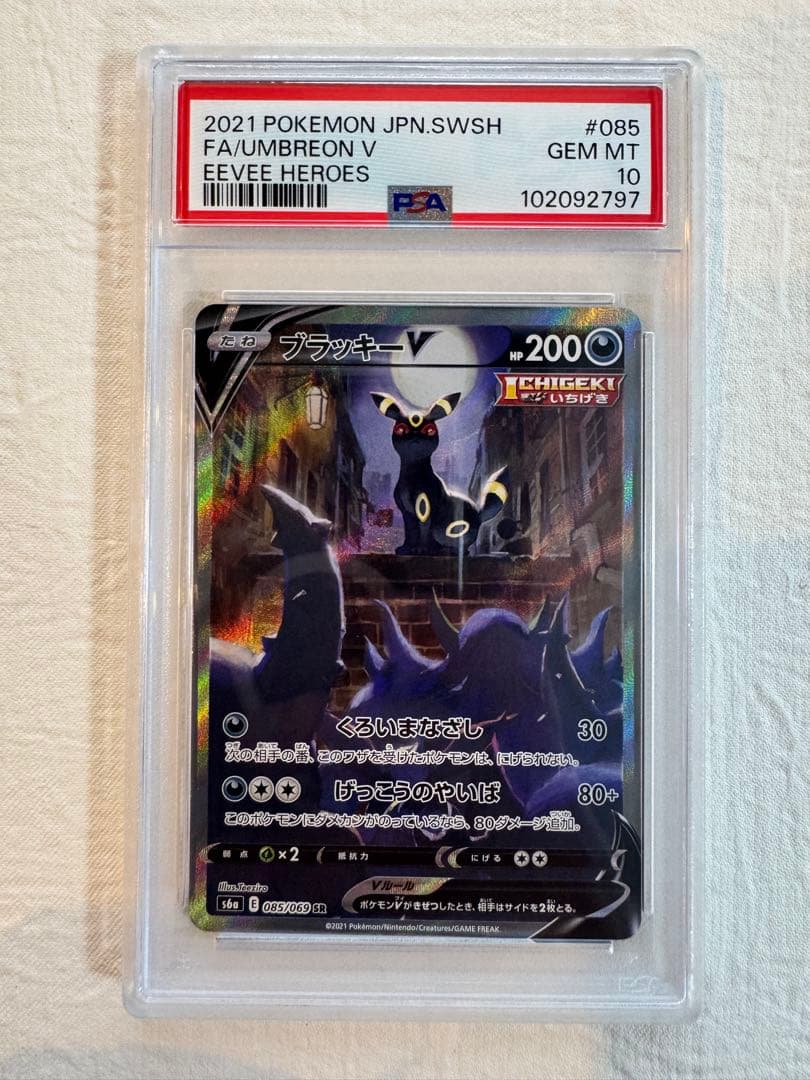 2021 POKEMON JPN.SWSH #085
FA/UMBREON V GEM MT
EEVEE HEROES 10
PSA 102092797
たね ブラッキーV HP 200
ICHIGEKI
いちげき
くろいまなざし 30
次の相手の番、このワザを受けたポケモンは、にげられない。
げっこうのやいば 80+
このポケモンにダメカンがのっているなら、80ダメージ追加。
弱点 ×2 抵抗力 にげる
Illus.Teeziro
Vルール
s6a E 085/069 SR ポケモンVがきぜつしたとき、相手はサイドを2枚とる。
©2021 Pokémon/Nintendo/Creatures/GAME FREAK
PSA